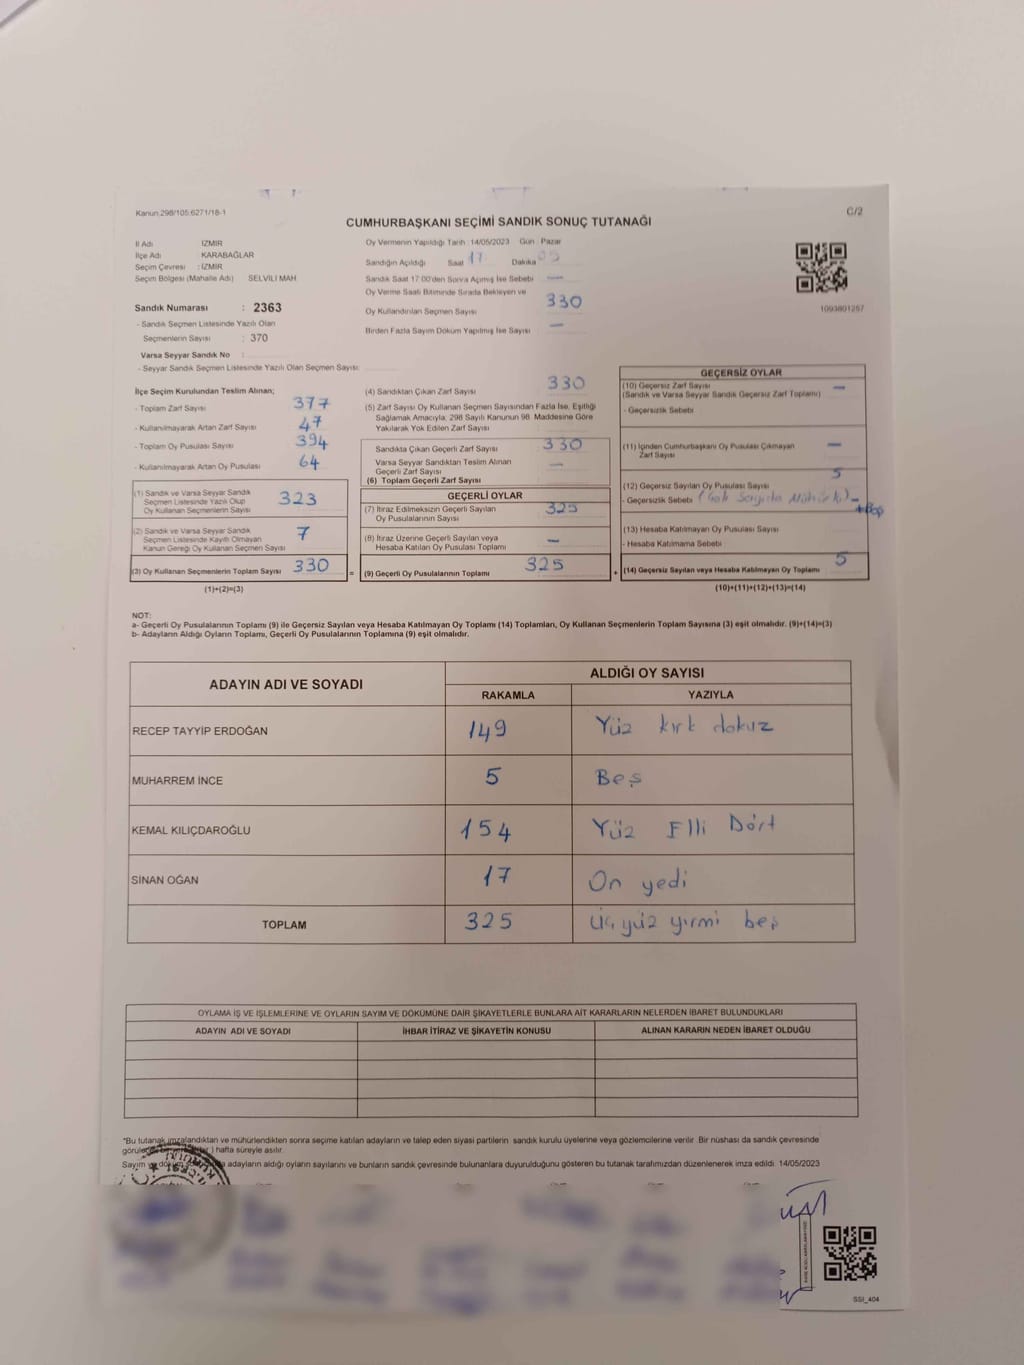 Kanun.298/105;6271/18-1
C/2
CUMHURBAŞKANI SEÇİMİ SANDIK SONUÇ TUTANAĞI
İl Adı İZMİR
İlçe Adı KARABAĞLAR
Seçim Çevresi : İZMİR
Seçim Bölgesi (Mahalle Adı) SELVİLİ MAH
Sandık Numarası : 2363
- Sandık Seçmen Listesinde Yazılı Olan
Seçmenlerin Sayısı : 370
Varsa Seyyar Sandık No :
- Seyyar Sandık Seçmen Listesinde Yazılı Olan Seçmen Sayısı:
Oy Vermenin Yapıldığı Tarih :14/05/2023 Gün Pazar
Sandığın Açıldığı Saat 17 Dakika 05
Sandık Saat 17:00'den Sonra Açılmış İse Sebebi —
Oy Verme Saati Bitiminde Sırada Bekleyen ve
Oy Kullandırılan Seçmen Sayısı 330
Birden Fazla Sayım Döküm Yapılmış İse Sayısı —
1093801257
İlçe Seçim Kurulundan Teslim Alınan;
- Toplam Zarf Sayısı 377
- Kullanılmayarak Artan Zarf Sayısı 47
- Toplam Oy Pusulası Sayısı 394
- Kullanılmayarak Artan Oy Pusulası 64
(1) Sandık ve Varsa Seyyar Sandık
Seçmen Listesinde Yazılı Olup
Oy Kullanan Seçmenlerin Sayısı 323
(2) Sandık ve Varsa Seyyar Sandık
Seçmen Listesinde Kayıtlı Olmayan
Kanun Gereği Oy Kullanan Seçmen Sayısı 7
(3) Oy Kullanan Seçmenlerin Toplam Sayısı 330
(1)+(2)=(3)
(4) Sandıktan Çıkan Zarf Sayısı 330
(5) Zarf Sayısı Oy Kullanan Seçmen Sayısından Fazla İse, Eşitliği
Sağlamak Amacıyla; 298 Sayılı Kanunun 98. Maddesine Göre
Yakılarak Yok Edilen Zarf Sayısı
Sandıkta Çıkan Geçerli Zarf Sayısı 330
Varsa Seyyar Sandıktan Teslim Alınan
Geçerli Zarf Sayısı —
(6) Toplam Geçerli Zarf Sayısı
GEÇERLİ OYLAR
(7) İtiraz Edilmeksizin Geçerli Sayılan
Oy Pusulalarının Sayısı 325
(8) İtiraz Üzerine Geçerli Sayılan veya
Hesaba Katılan Oy Pusulası Toplamı —
= (9) Geçerli Oy Pusulalarının Toplamı 325
GEÇERSİZ OYLAR
(10) Geçersiz Zarf Sayısı —
(Sandık ve Varsa Seyyar Sandık Geçersiz Zarf Toplamı)
- Geçersizlik Sebebi
(11) İçinden Cumhurbaşkanı Oy Pusulası Çıkmayan
Zarf Sayısı —
(12) Geçersiz Sayılan Oy Pusulası Sayısı 5
- Geçersizlik Sebebi
+ Boş
(13) Hesaba Katılmayan Oy Pusulası Sayısı
- Hesaba Katılmama Sebebi
+ (14) Geçersiz Sayılan veya Hesaba Katılmayan Oy Toplamı 5
(10)+(11)+(12)+(13)=(14)
NOT:
a- Geçerli Oy Pusulalarının Toplamı (9) ile Geçersiz Sayılan veya Hesaba Katılmayan Oy Toplamı (14) Toplamları, Oy Kullanan Seçmenlerin Toplam Sayısına (3) eşit olmalıdır. (9)+(14)=(3)
b- Adayların Aldığı Oyların Toplamı, Geçerli Oy Pusulalarının Toplamına (9) eşit olmalıdır.
ADAYIN ADI VE SOYADI ALDIĞI OY SAYISI
RAKAMLA YAZIYLA
RECEP TAYYİP ERDOĞAN 149 Yüz kırk dokuz
MUHARREM İNCE 5 Beş
KEMAL KILIÇDAROĞLU 154 Yüz Elli Dört
SİNAN OĞAN 17 On yedi
TOPLAM 325 Üçyüz yirmi beş
OYLAMA İŞ VE İŞLEMLERİNE VE OYLARIN SAYIM VE DÖKÜMÜNE DAİR ŞİKAYETLERLE BUNLARA AİT KARARLARIN NELERDEN İBARET BULUNDUKLARI
ADAYIN ADI VE SOYADI İHBAR İTİRAZ VE ŞİKAYETİN KONUSU ALINAN KARARIN NEDEN İBARET OLDUĞU
"Bu tutanak imzalandıktan ve mühürlendikten sonra seçime katılan adayların ve talep eden siyasi partilerin sandık kurulu üyelerine veya gözlemcilerine verilir. Bir nüshası da sandık çevresinde
) hafta süreyle asılır.
Sayım ve adayların aldığı oyların sayılarını ve bunların sandık çevresinde bulunanlara duyurulduğunu gösteren bu tutanak tarafımızdan düzenlenerek imza edildi. 14/05/2023
SSI_404